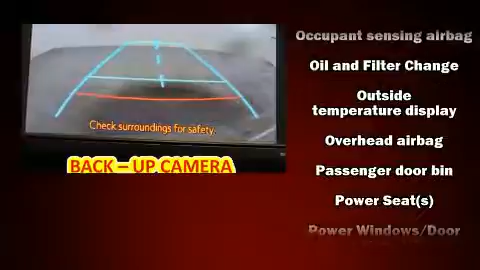 Check surroundings for safety.
BACK – UP CAMERA
Occupant sensing airbag
Oil and Filter Change
Outside
temperature display
Overhead airbag
Passenger door bin
Power Seat(s)
Power Windows/Door